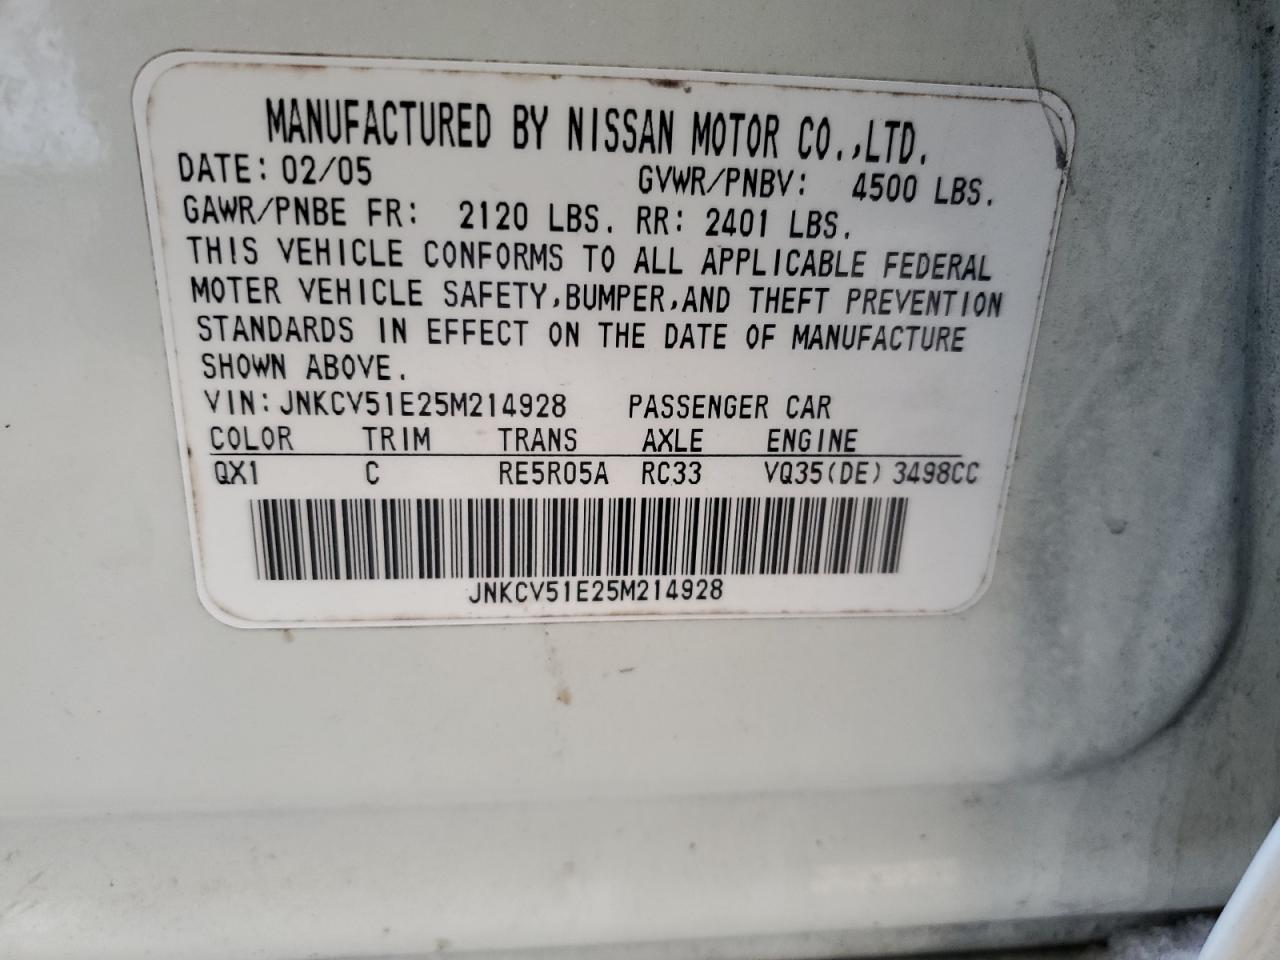 MANUFACTURED BY NISSAN MOTOR CO.,LTD.
DATE: 02/05 GVWR/PNBV: 4500 LBS.
GAWR/PNBE FR: 2120 LBS. RR: 2401 LBS.
THIS VEHICLE CONFORMS TO ALL APPLICABLE FEDERAL
MOTER VEHICLE SAFETY,BUMPER,AND THEFT PREVENTION
STANDARDS IN EFFECT ON THE DATE OF MANUFACTURE
SHOWN ABOVE.
VIN: JNKCV51E25M214928 PASSENGER CAR
COLOR TRIM TRANS AXLE ENGINE
QX1 C RE5R05A RC33 VQ35(DE) 3498CC
JNKCV51E25M214928